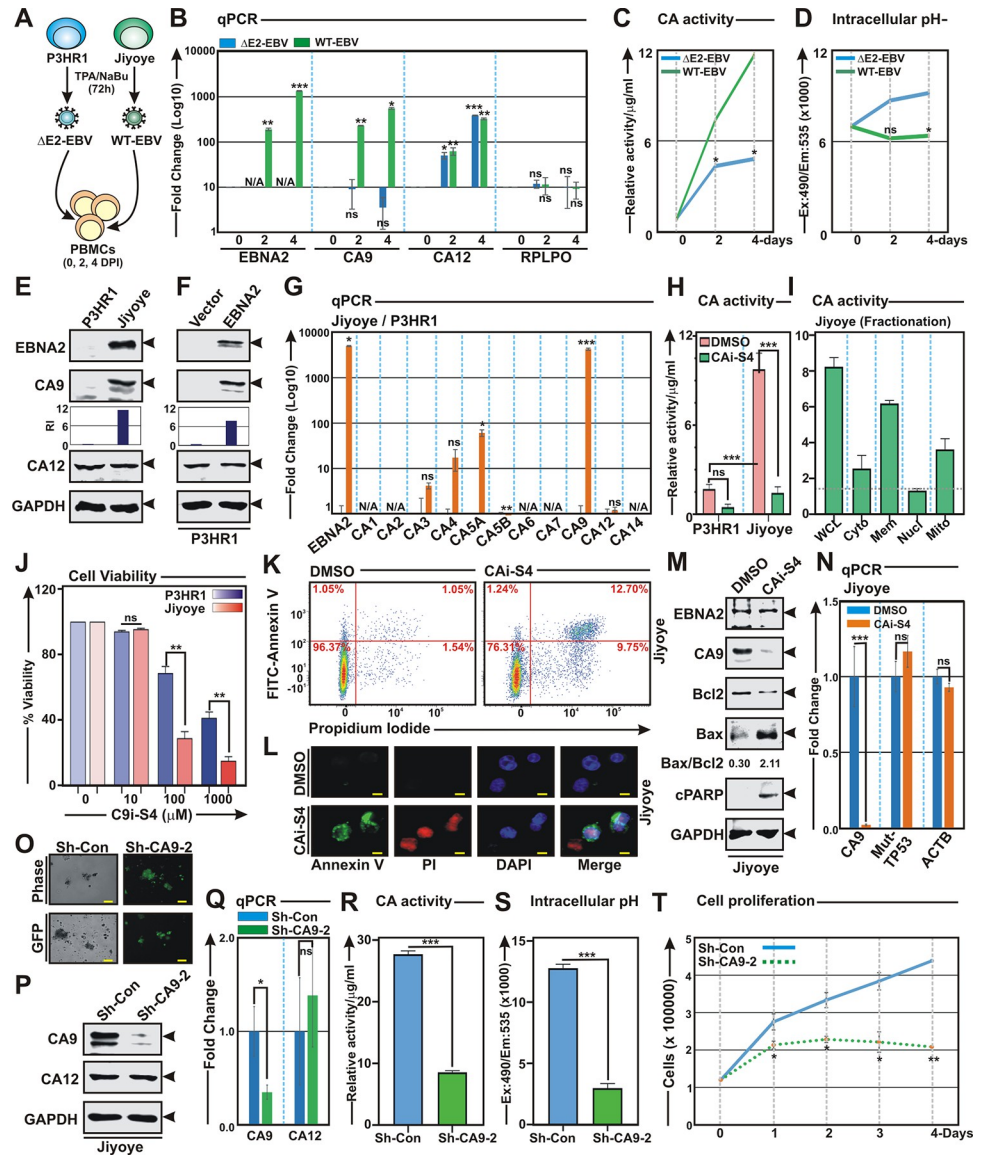 A
P3HR1
Jiyoye
TPA/NaBu
(72h)
ΔE2-EBV
WT-EBV
PBMCs
(0, 2, 4 DPI)
B
qPCR
ΔE2-EBV
WT-EBV
Fold Change (Log10)
10000
1000
100
10
1
N/A
**
N/A
***
ns
**
ns
*
*
**
***
**
ns
ns
ns
ns
0 2 4 0 2 4 0 2 4 0 2 4
EBNA2 CA9 CA12 RPLPO
C
CA activity
ΔE2-EBV
WT-EBV
Relative activity/μg/ml
12
6
0
*
*
0 2 4-days
D
Intracellular pH
ΔE2-EBV
WT-EBV
Ex:490/Em:535 (x1000)
12
6
0
ns
*
0 2 4-days
E
P3HR1
Jiyoye
EBNA2
CA9
RI
12
6
0
CA12
GAPDH
F
Vector
EBNA2
12
6
0
P3HR1
G
qPCR
Jiyoye / P3HR1
Fold Change (Log10)
10000
1000
100
10
1
*
N/A
N/A
ns
ns
*
**
N/A
N/A
***
ns
N/A
EBNA2 CA1 CA2 CA3 CA4 CA5A CA5B CA6 CA7 CA9 CA12 CA14
H
CA activity
DMSO
CAi-S4
Relative activity/μg/ml
12
9
6
3
0
***
***
ns
P3HR1 Jiyoye
I
CA activity
Jiyoye (Fractionation)
10
8
6
4
2
0
WCL Cyto Mem Nucl Mito
J
Cell Viability
P3HR1
Jiyoye
% Viability
120
80
40
0
ns
**
**
0 10 100 1000
C9i-S4 (μM)
K
DMSO
CAi-S4
1.05% 1.05%
96.37% 1.54%
1.24% 12.70%
76.31% 9.75%
FITC-Annexin V
10³
10²
10¹
0
-10¹
0 10⁴ 10⁵
0 10⁴ 10⁵
Propidium Iodide
Jiyoye
L
DMSO
CAi-S4
Annexin V PI DAPI Merge
Jiyoye
M
DMSO
CAi-S4
EBNA2
CA9
Bcl2
Bax
Bax/Bcl2 0.30 2.11
cPARP
GAPDH
Jiyoye
N
qPCR
Jiyoye
DMSO
CAi-S4
Fold Change
1.5
1.0
0.5
0.0
***
ns
ns
CA9
Mut-
TP53
ACTB
O
Sh-Con Sh-CA9-2
Phase
GFP
P
Sh-Con
Sh-CA9-2
CA9
CA12
GAPDH
Jiyoye
Q
qPCR
Sh-Con
Sh-CA9-2
Fold Change
2.0
1.0
0.0
*
ns
CA9 CA12
R
CA activity
Relative activity/μg/ml
30
20
10
0
***
Sh-Con Sh-CA9-2
S
Intracellular pH
Ex:490/Em:535 (x1000)
15
10
5
0
***
Sh-Con Sh-CA9-2
T
Cell proliferation
Sh-Con
Sh-CA9-2
Cells (x 100000)
5
4
3
2
1
0
*
*
*
**
0 1 2 3 4-Days